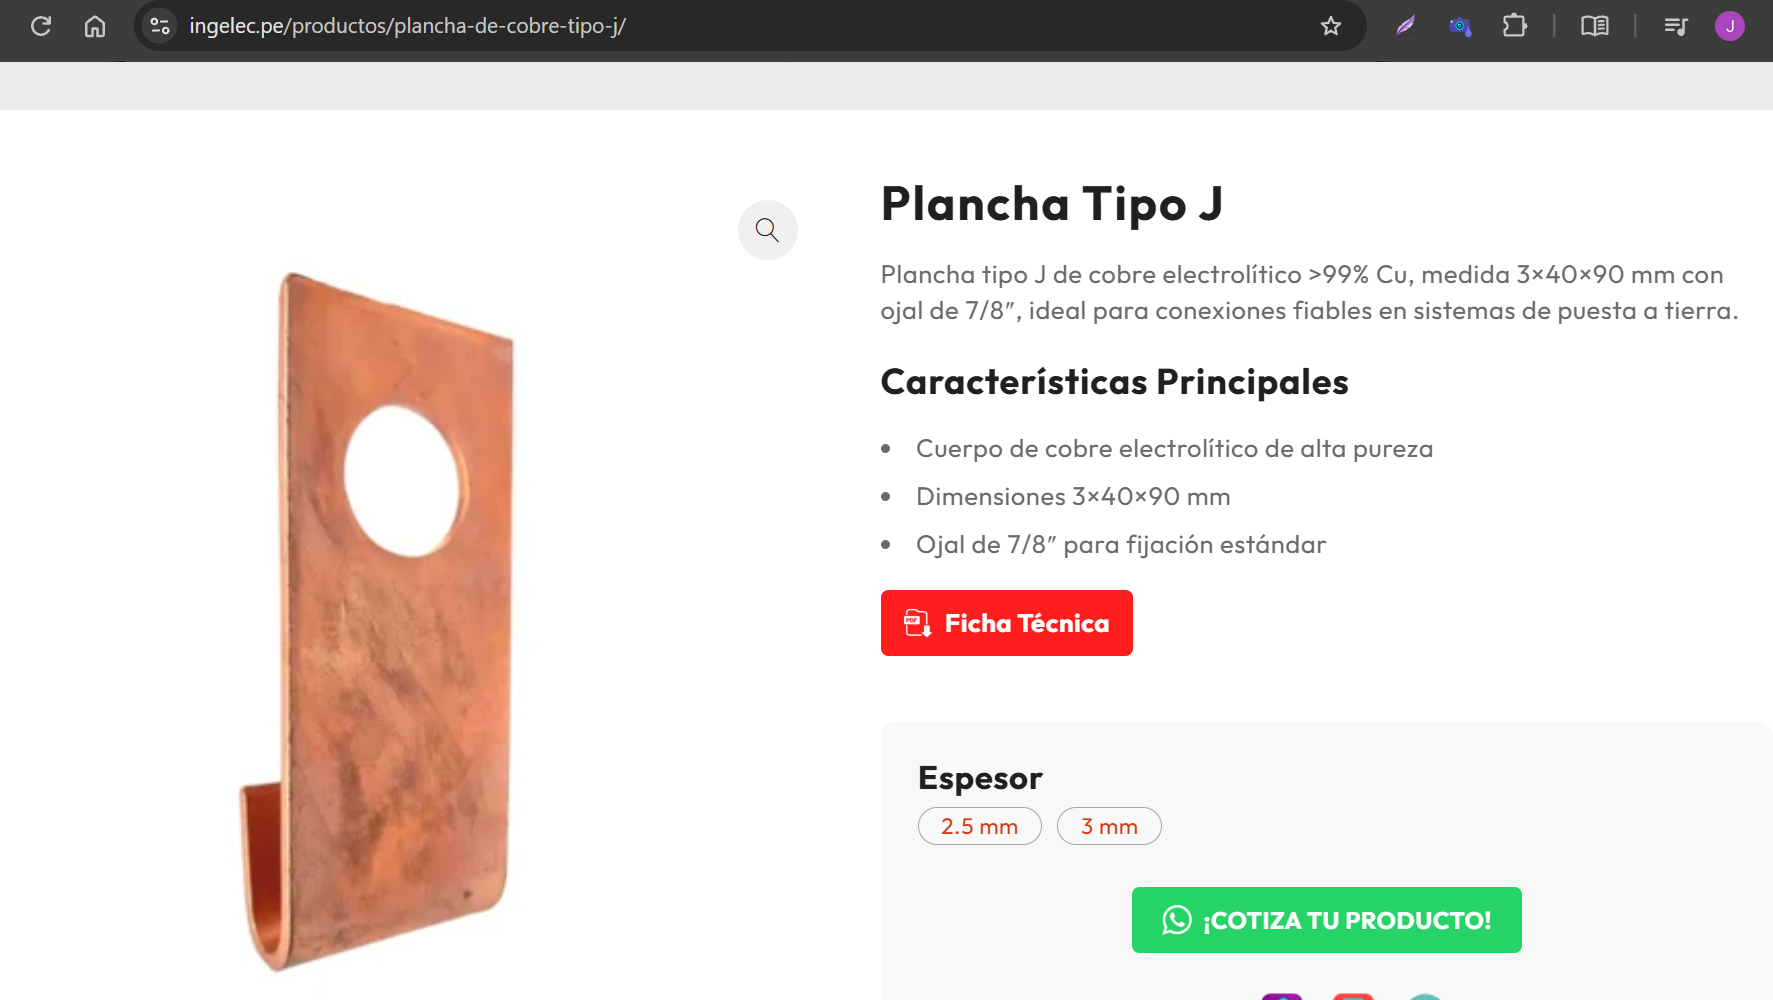 ingelec.pe/productos/plancha-de-cobre-tipo-j/
J
Plancha Tipo J
Plancha tipo J de cobre electrolítico >99% Cu, medida 3×40×90 mm con
ojal de 7/8″, ideal para conexiones fiables en sistemas de puesta a tierra.
Características Principales
• Cuerpo de cobre electrolítico de alta pureza
• Dimensiones 3×40×90 mm
• Ojal de 7/8″ para fijación estándar
PDF Ficha Técnica
Espesor
2.5 mm 3 mm
¡COTIZA TU PRODUCTO!